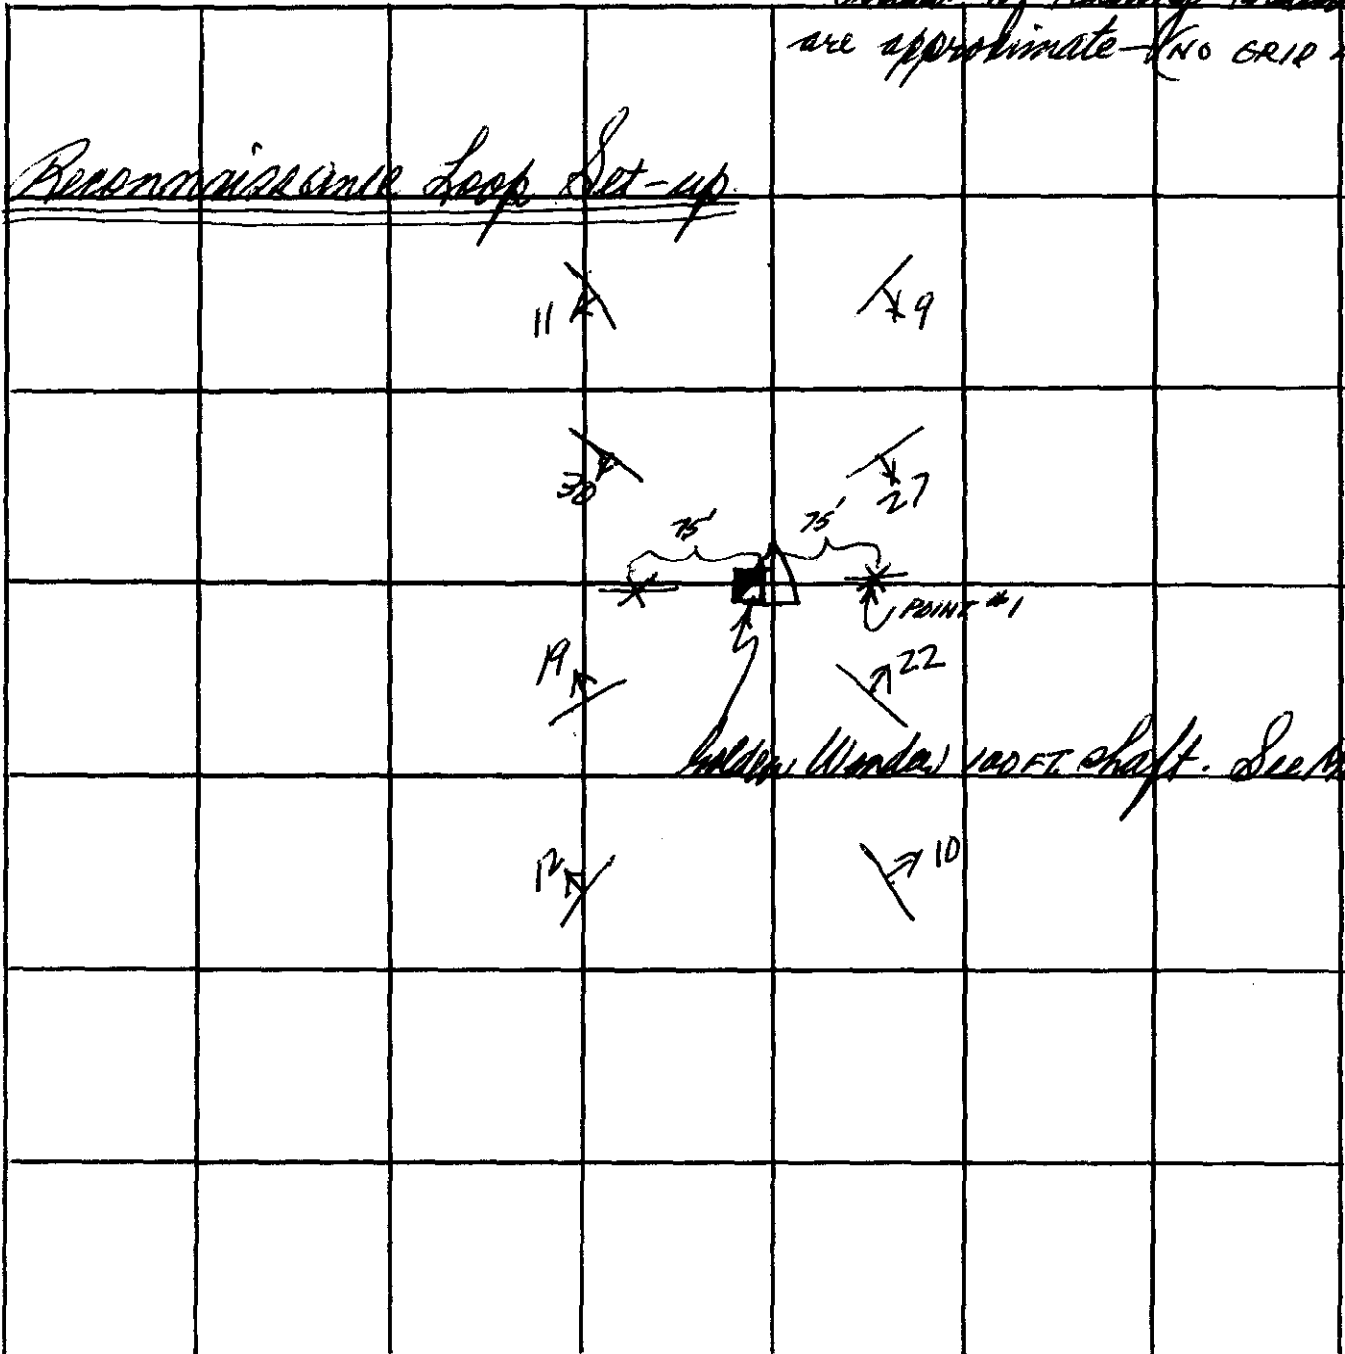 are approximate - (NO GRID
Reconnaissance Loop Set-up
11
9
30
27
75'
75'
POINT #1
19
22
Golden Wonder 100 FT. shaft. See
12
10